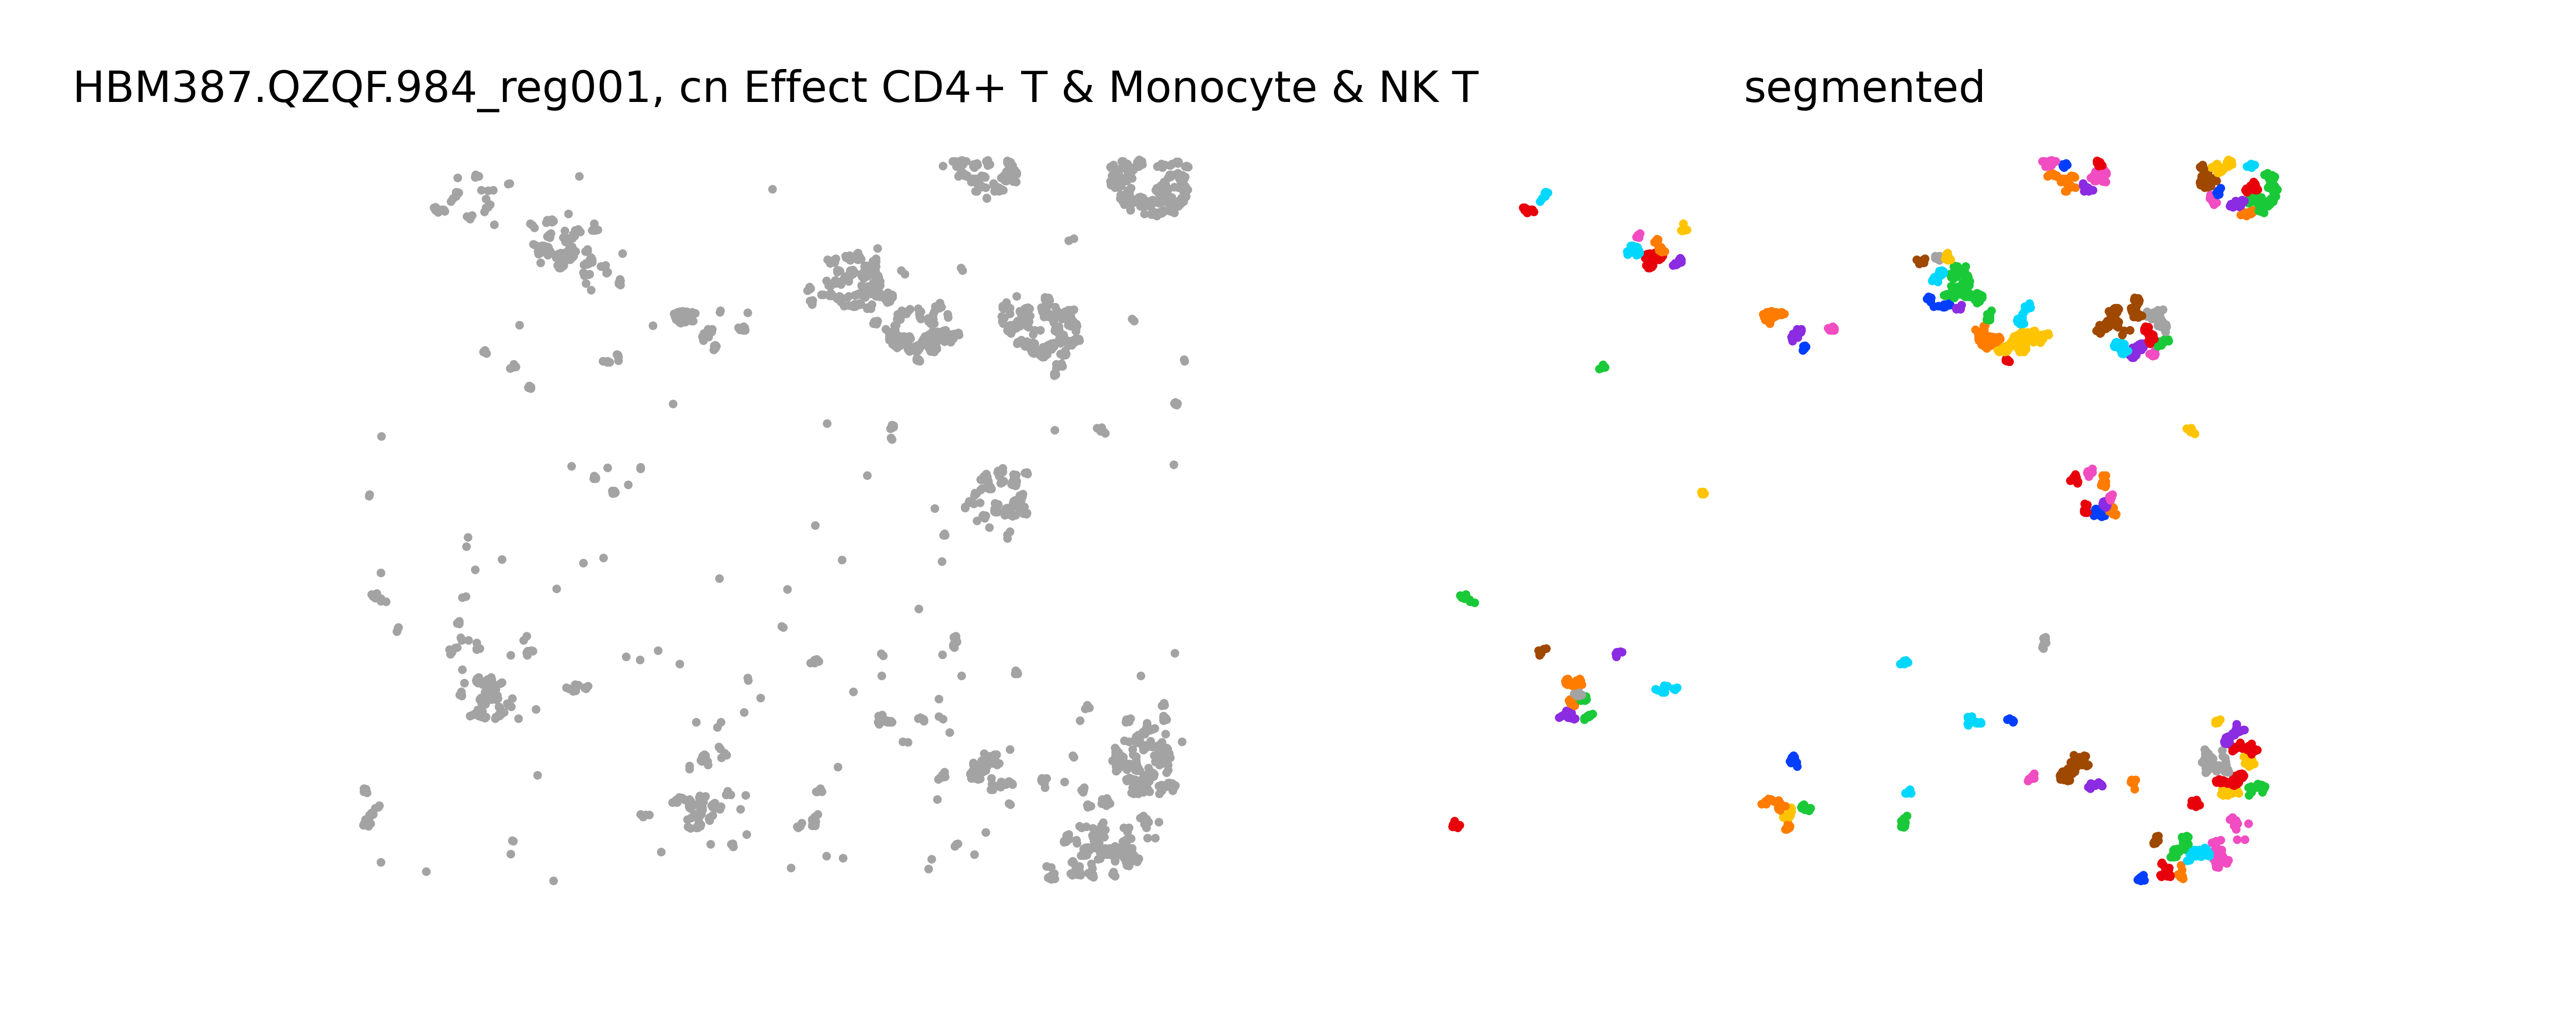 HBM387.QZQF.984_reg001, cn Effect CD4+ T & Monocyte & NK T
segmented